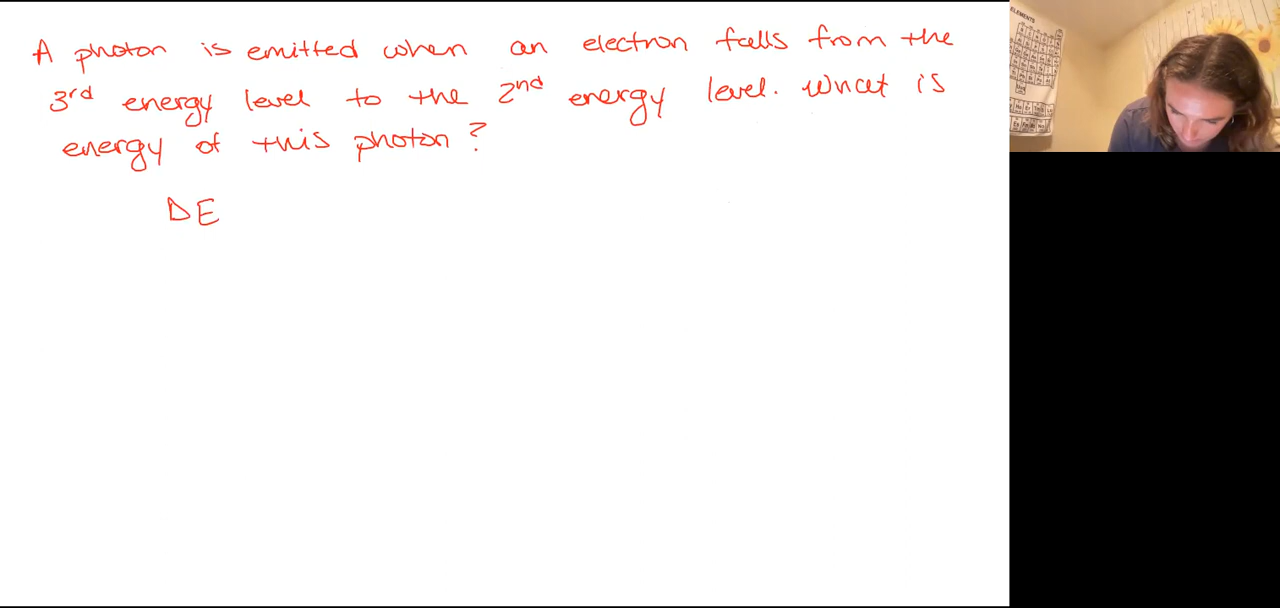 A photon is emitted when an electron falls from the
3rd energy level to the 2nd energy level. What is
energy of this photon?
ΔE
ELEMENTS